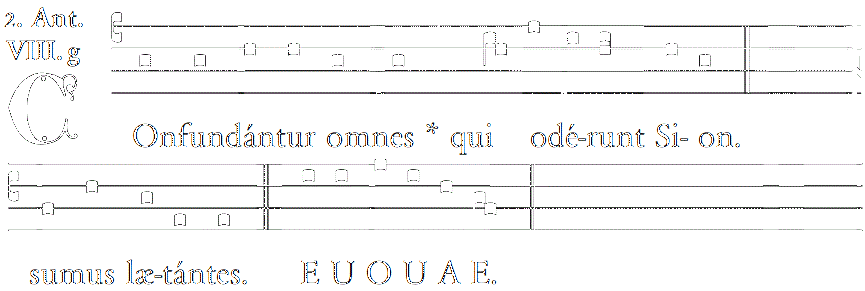 2. Ant.
VIII. g
COnfundántur omnes * qui odé-runt Si- on.
sumus læ-tántes. E U O U A E.